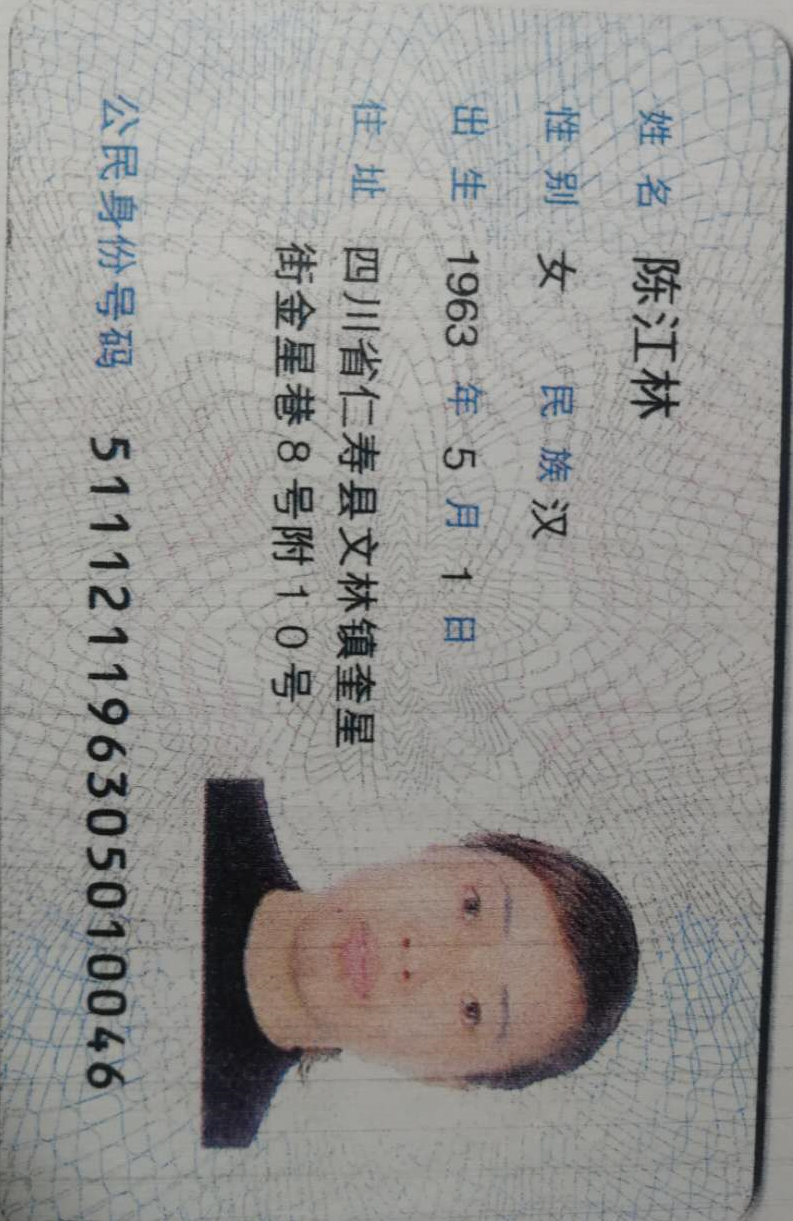 姓名 陈江林
性别 女 民族 汉
出生 1963 年 5 月 1 日
住址 四川省仁寿县文林镇奎星
街金星巷8号附10号
公民身份号码 511121196305010046